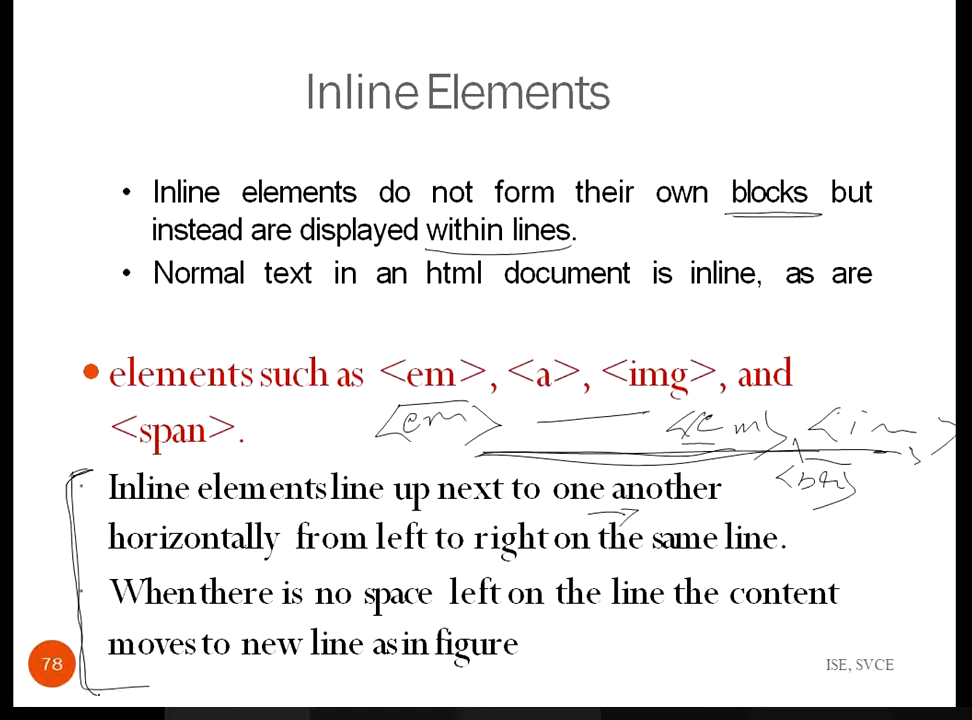 Inline Elements
• Inline elements do not form their own blocks but
instead are displayed within lines.
• Normal text in an html document is inline, as are
• elements such as <em>, <a>, <img>, and
<span>.
<em> <em> <im>
<br>
Inline elements line up next to one another
horizontally from left to right on the same line.
When there is no space left on the line the content
moves to new line as in figure
78
ISE, SVCE